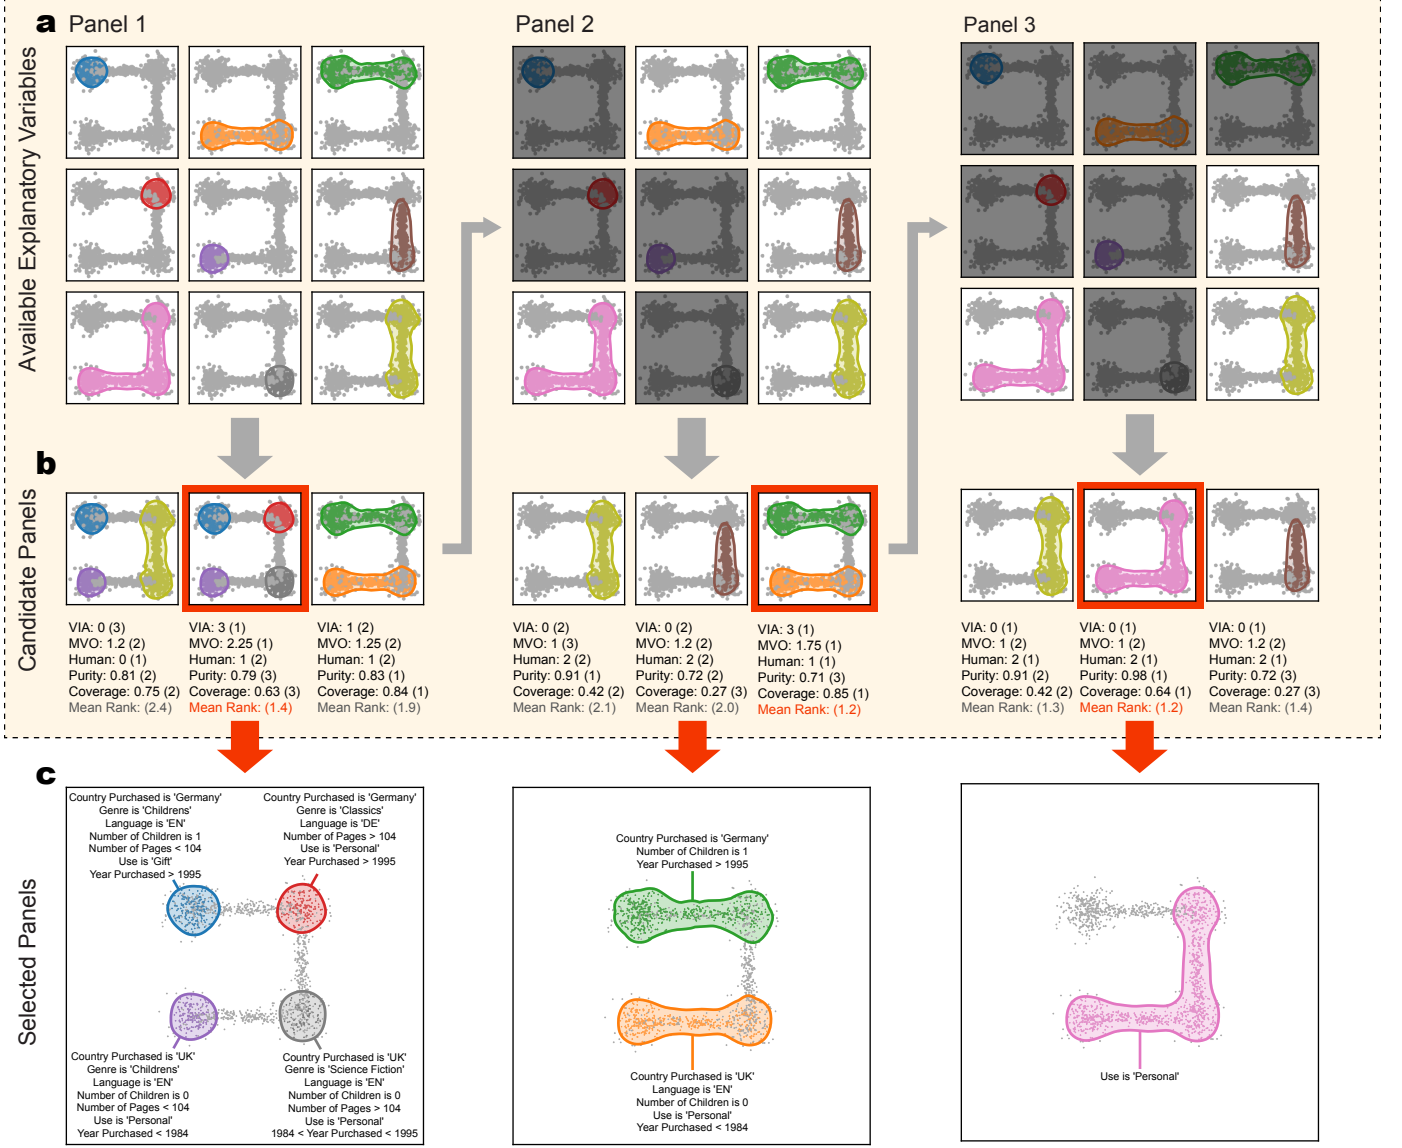 a Panel 1 Panel 2 Panel 3
Available Explanatory Variables
b
Candidate Panels
VIA: 0 (3)
MVO: 1.2 (2)
Human: 0 (1)
Purity: 0.81 (2)
Coverage: 0.75 (2)
Mean Rank: (2.4)
VIA: 3 (1)
MVO: 2.25 (1)
Human: 1 (2)
Purity: 0.79 (3)
Coverage: 0.63 (3)
Mean Rank: (1.4)
VIA: 1 (2)
MVO: 1.25 (2)
Human: 1 (2)
Purity: 0.83 (1)
Coverage: 0.84 (1)
Mean Rank: (1.9)
VIA: 0 (2)
MVO: 1 (3)
Human: 2 (2)
Purity: 0.91 (1)
Coverage: 0.42 (2)
Mean Rank: (2.1)
VIA: 0 (2)
MVO: 1.2 (2)
Human: 2 (2)
Purity: 0.72 (2)
Coverage: 0.27 (3)
Mean Rank: (2.0)
VIA: 3 (1)
MVO: 1.75 (1)
Human: 1 (1)
Purity: 0.71 (3)
Coverage: 0.85 (1)
Mean Rank: (1.2)
VIA: 0 (1)
MVO: 1 (2)
Human: 2 (1)
Purity: 0.91 (2)
Coverage: 0.42 (2)
Mean Rank: (1.3)
VIA: 0 (1)
MVO: 1 (2)
Human: 2 (1)
Purity: 0.98 (1)
Coverage: 0.64 (1)
Mean Rank: (1.2)
VIA: 0 (1)
MVO: 1.2 (2)
Human: 2 (1)
Purity: 0.72 (3)
Coverage: 0.27 (3)
Mean Rank: (1.4)
c
Selected Panels
Country Purchased is 'Germany'
Genre is 'Childrens'
Language is 'EN'
Number of Children is 1
Number of Pages < 104
Use is 'Gift'
Year Purchased > 1995
Country Purchased is 'Germany'
Genre is 'Classics'
Language is 'DE'
Number of Pages > 104
Use is 'Personal'
Year Purchased > 1995
Country Purchased is 'UK'
Genre is 'Childrens'
Language is 'EN'
Number of Children is 0
Number of Pages < 104
Use is 'Personal'
Year Purchased < 1984
Country Purchased is 'UK'
Genre is 'Science Fiction'
Language is 'EN'
Number of Children is 0
Number of Pages > 104
Use is 'Personal'
1984 < Year Purchased < 1995
Country Purchased is 'Germany'
Number of Children is 1
Year Purchased > 1995
Country Purchased is 'UK'
Language is 'EN'
Number of Children is 0
Use is 'Personal'
Year Purchased < 1984
Use is 'Personal'